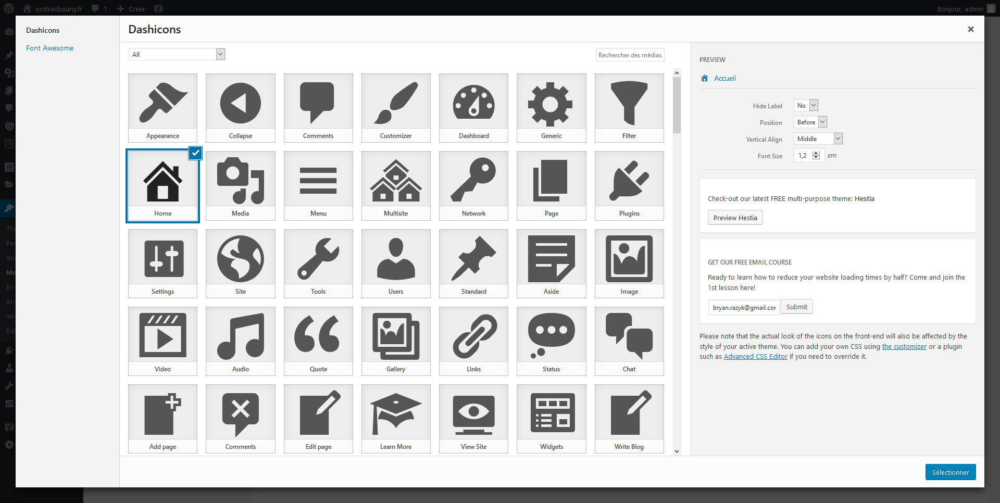 ocstrasbourg.fr 1 Créer
Bonjour, admin
Dashicons
Font Awesome
Dashicons
All
Rechercher des médias
Appearance Collapse Comments Customizer Dashboard Generic Filter
Home Media Menu Multisite Network Page Plugins
Settings Site Tools Users Standard Aside Image
Video Audio Quote Gallery Links Status Chat
Add page Comments Edit page Learn More View Site Widgets Write Blog
PREVIEW
Accueil
Hide Label No
Position Before
Vertical Align Middle
Font Size 1,2 em
Check-out our latest FREE multi-purpose theme: Hestia
Preview Hestia
GET OUR FREE EMAIL COURSE
Ready to learn how to reduce your website loading times by half? Come and join the
1st lesson here!
bryan.razyk@gmail.com Submit
Please note that the actual look of the icons on the front-end will also be affected by the
style of your active theme. You can add your own CSS using the customizer or a plugin
such as Advanced CSS Editor if you need to override it.
Sélectionner